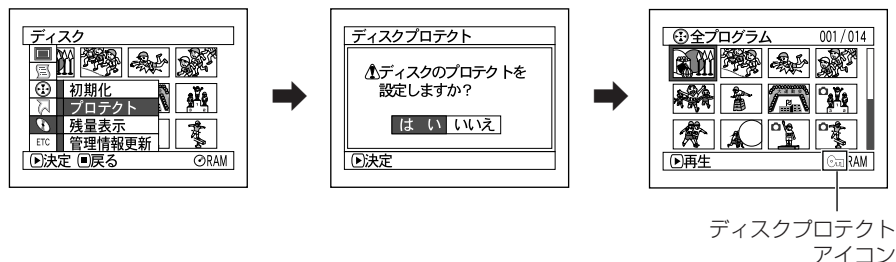 ディスク
初期化
プロテクト
残量表示
ETC
管理情報更新
決定 戻る RAM
ディスクプロテクト
ディスクのプロテクトを
設定しますか？
はい いいえ
決定
全プログラム 001/014
再生 RAM
ディスクプロテクト
アイコン